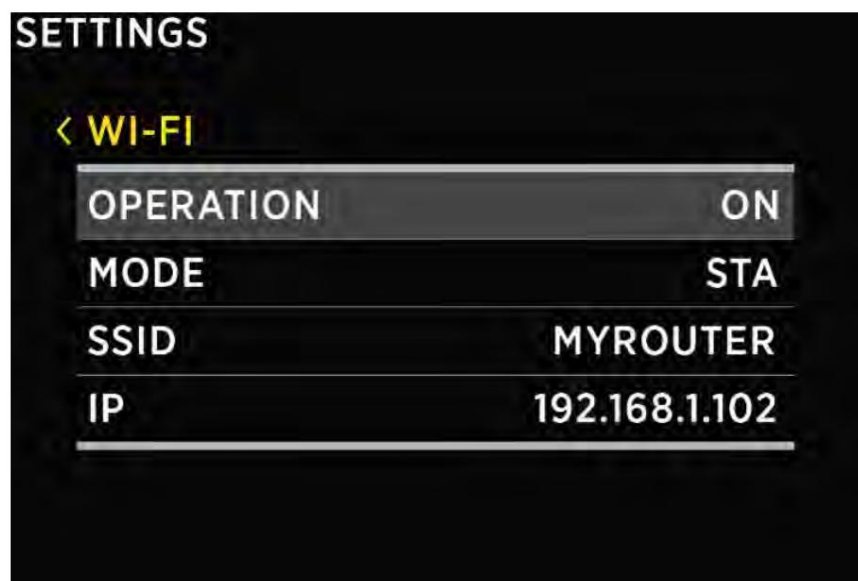 SETTINGS
< WI-FI
OPERATION ON
MODE STA
SSID MYROUTER
IP 192.168.1.102